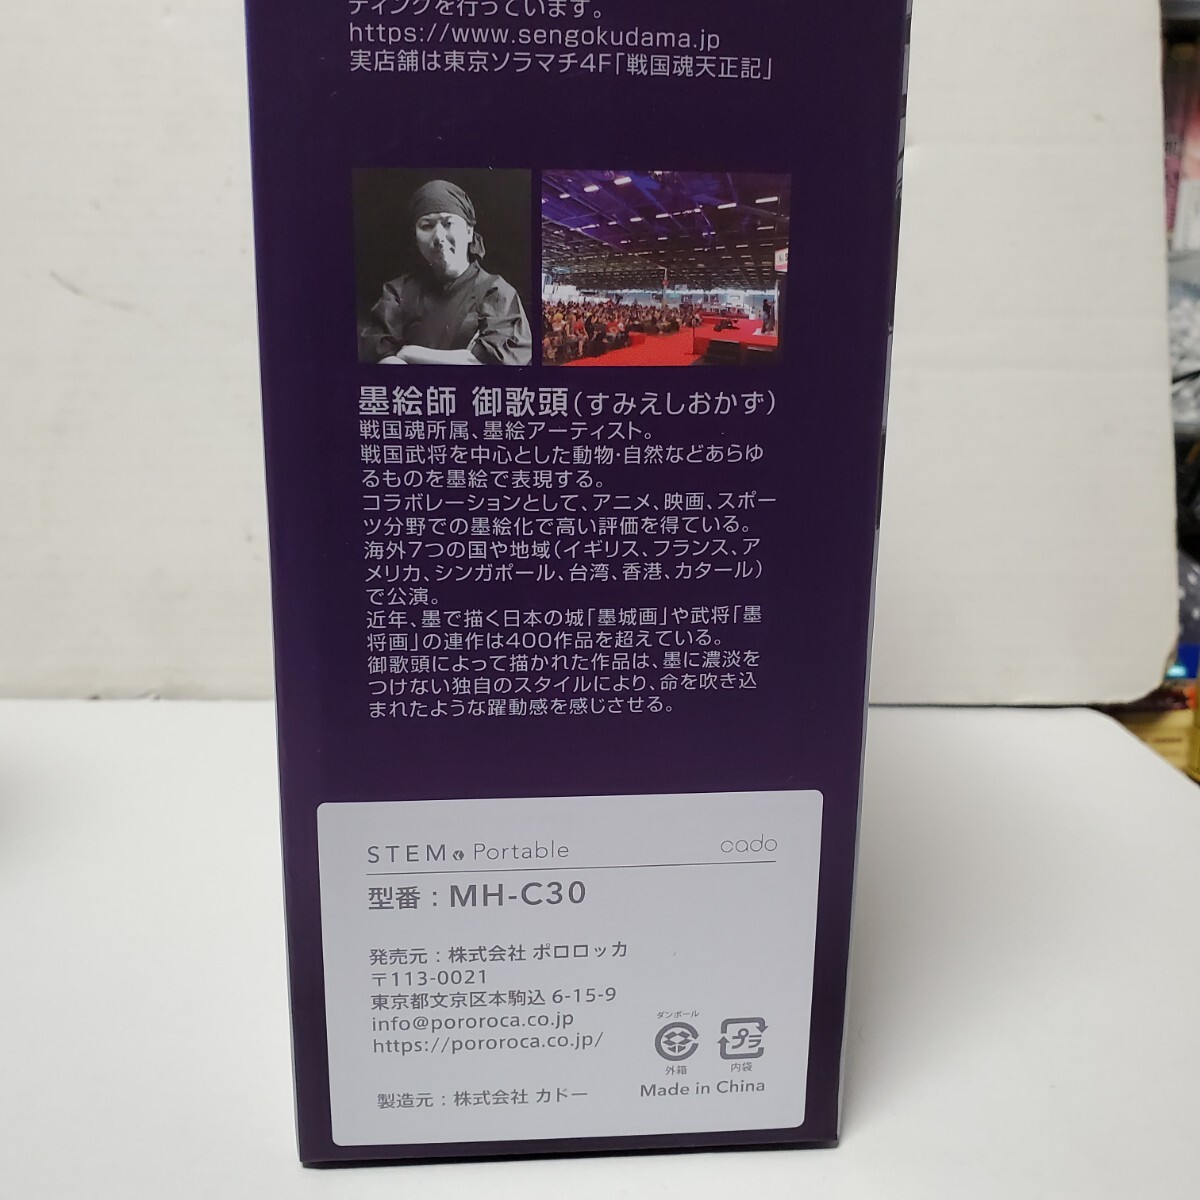 ティングを行っています。
https://www.sengokudama.jp
実店舗は東京ソラマチ4F「戦国魂天正記」
墨絵師 御歌頭(すみえしおかず)
戦国魂所属、墨絵アーティスト。
戦国武将を中心とした動物・自然などあらゆ
るものを墨絵で表現する。
コラボレーションとして、アニメ、映画、スポー
ツ分野での墨絵化で高い評価を得ている。
海外7つの国や地域(イギリス、フランス、ア
メリカ、シンガポール、台湾、香港、カタール)
で公演。
近年、墨で描く日本の城「墨城画」や武将「墨
将画」の連作は400作品を超えている。
御歌頭によって描かれた作品は、墨に濃淡を
つけない独自のスタイルにより、命を吹き込
まれたような躍動感を感じさせる。
STEM Portable cado
型番 : MH-C30
発売元 : 株式会社 ポロロッカ
〒113-0021
東京都文京区本駒込 6-15-9
info@pororoca.co.jp
https://pororoca.co.jp/
ダンボール
プラ
外箱 内袋
Made in China
製造元 : 株式会社 カドー